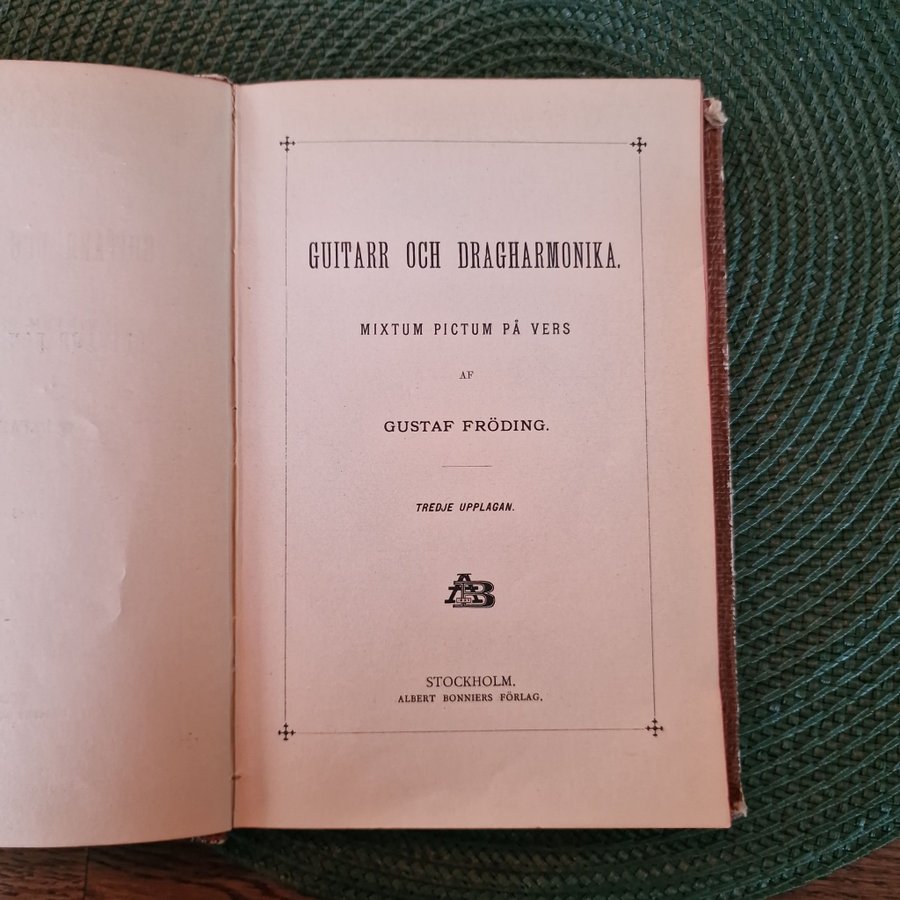 GUITARR OCH DRAGHARMONIKA.
MIXTUM PICTUM PÅ VERS
AF
GUSTAF FRÖDING.
TREDJE UPPLAGAN.
AB
STOCKHOLM.
ALBERT BONNIERS FÖRLAG.